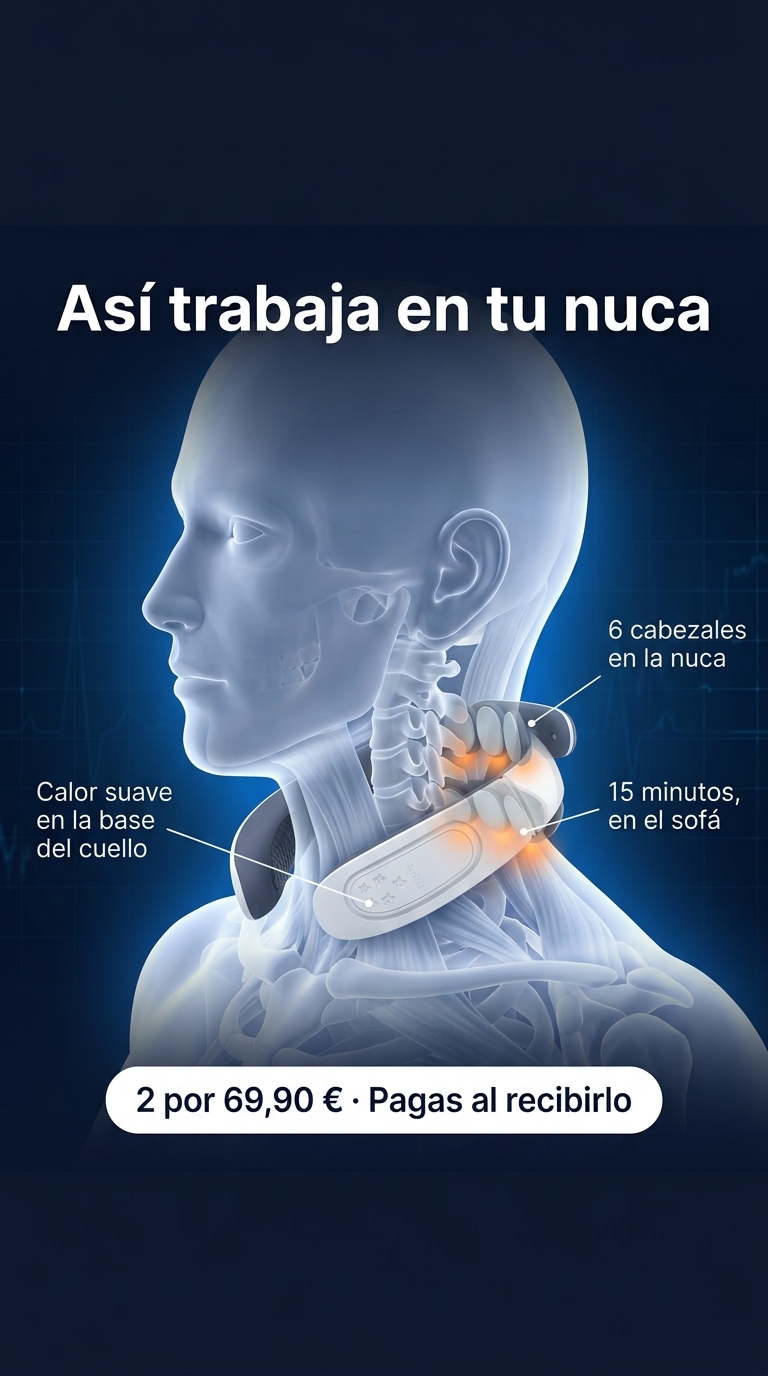 Así trabaja en tu nuca
6 cabezales
en la nuca
Calor suave
en la base
del cuello
15 minutos,
en el sofá
2 por 69,90 € · Pagas al recibirlo